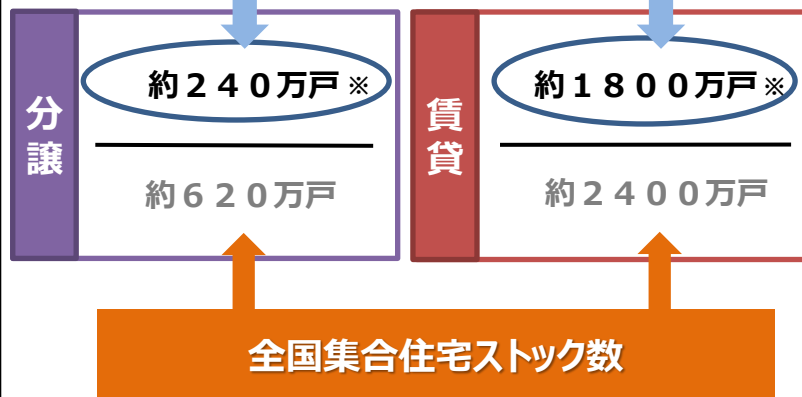 分譲
約２４０万戸※
約６２０万戸
賃貸
約１８００万戸※
約２４００万戸
全国集合住宅ストック数